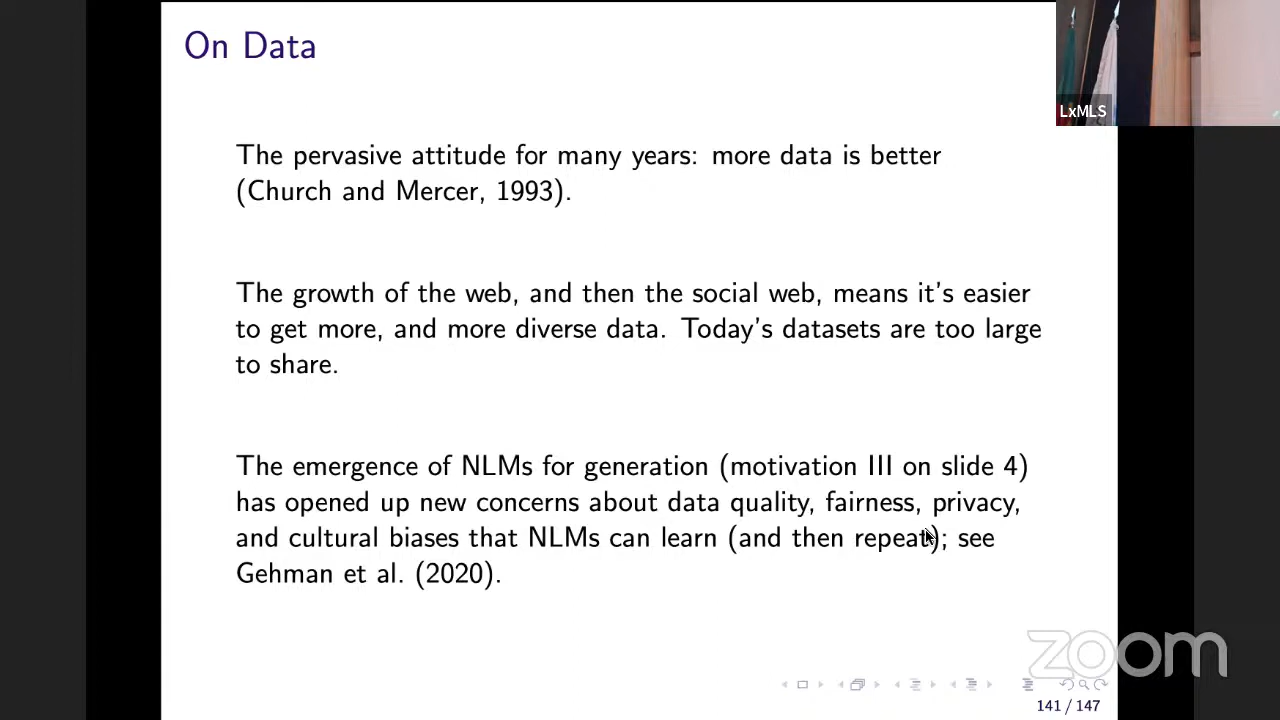 On Data
LxMLS
The pervasive attitude for many years: more data is better
(Church and Mercer, 1993).
The growth of the web, and then the social web, means it's easier
to get more, and more diverse data. Today's datasets are too large
to share.
The emergence of NLMs for generation (motivation III on slide 4)
has opened up new concerns about data quality, fairness, privacy,
and cultural biases that NLMs can learn (and then repeat); see
Gehman et al. (2020).
zoom
141 / 147